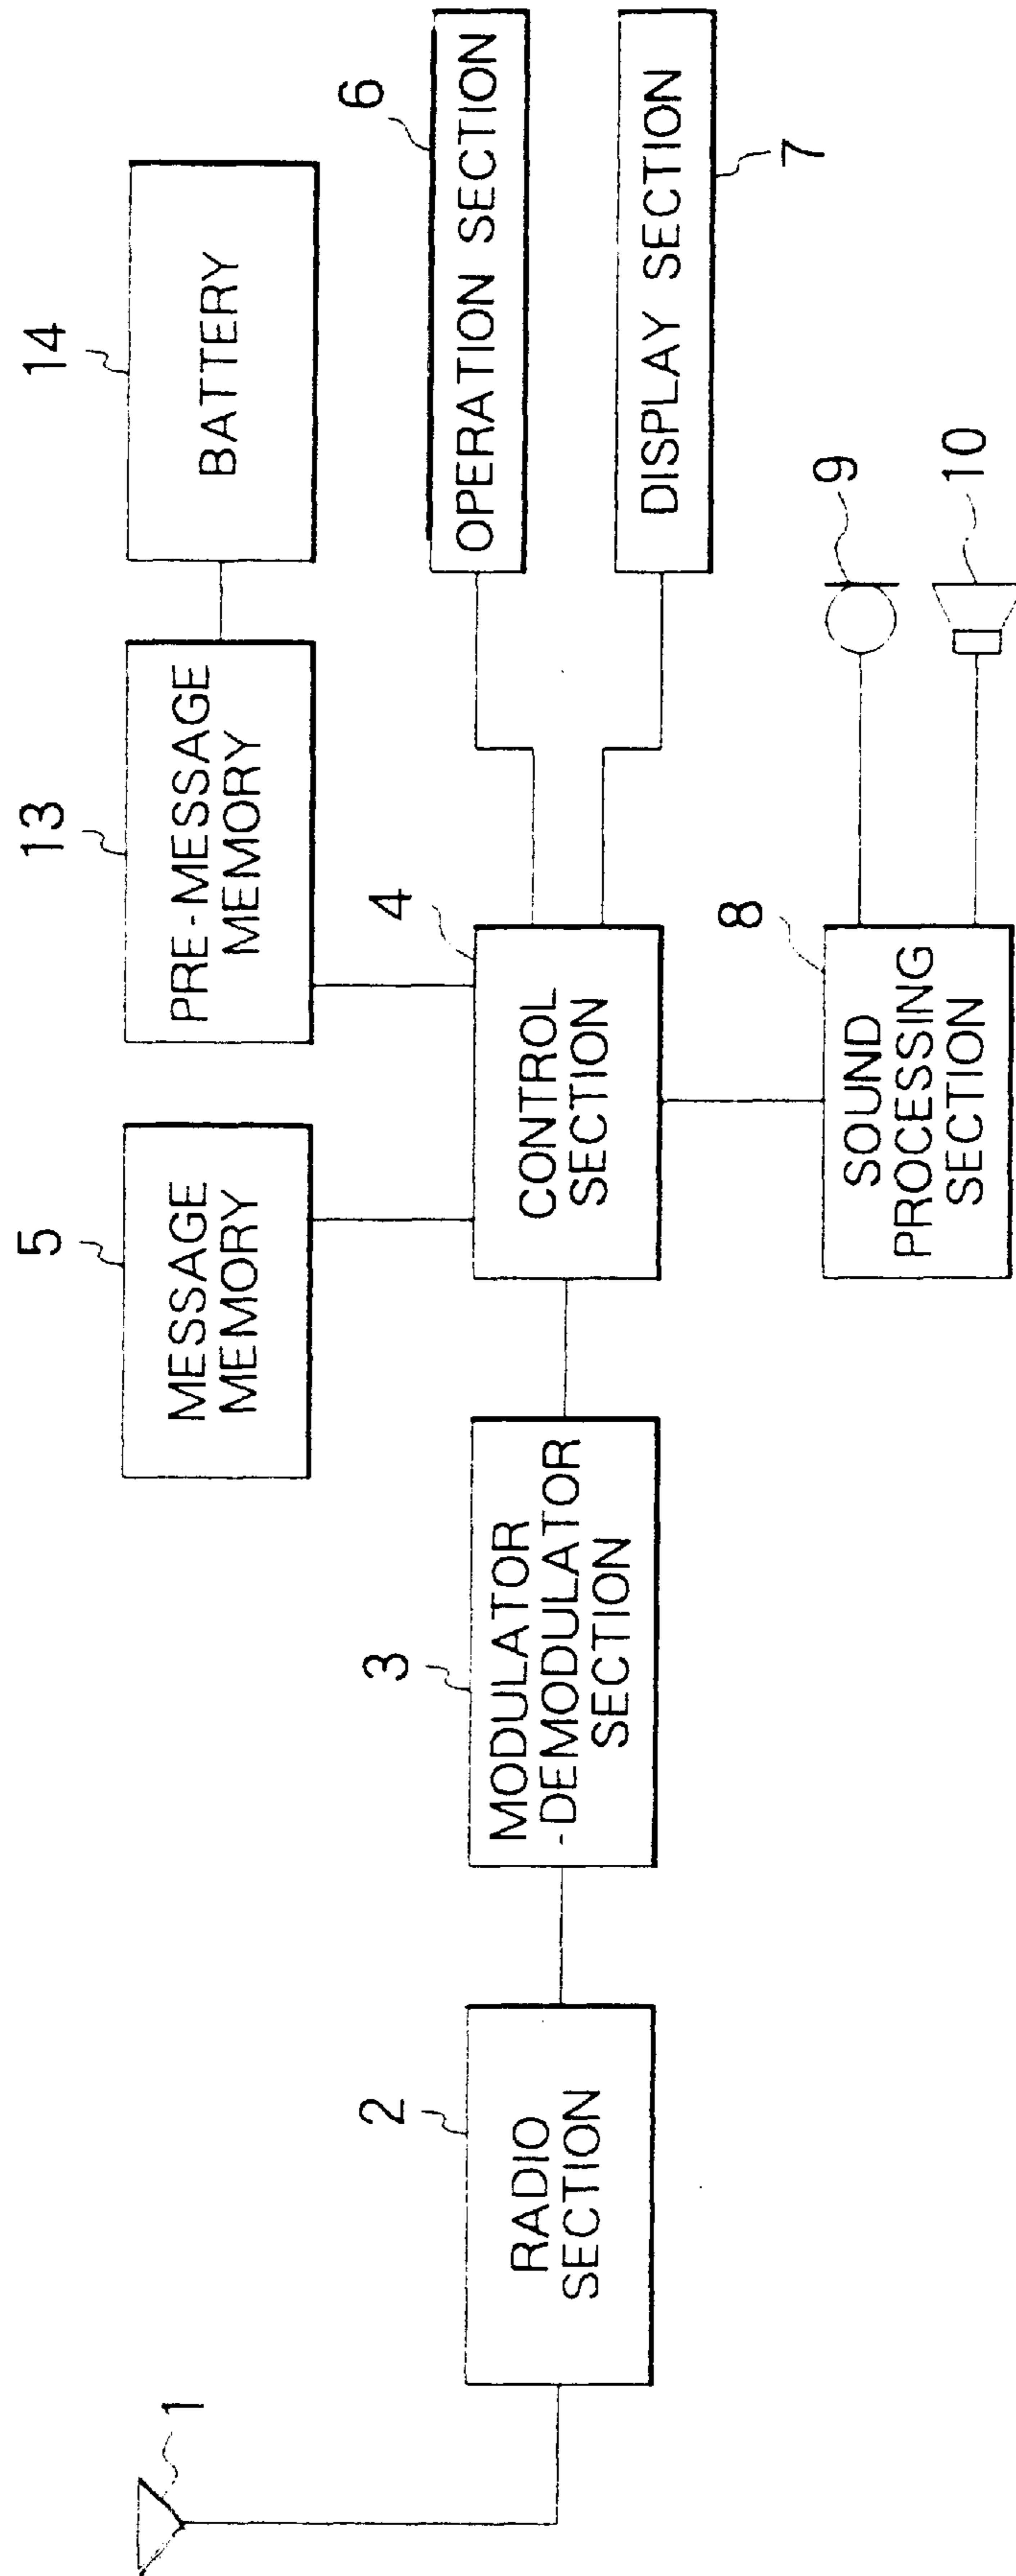 1
2
RADIO
SECTION
3
MODULATOR
-DEMODULATOR
SECTION
5
MESSAGE
MEMORY
13
PRE-MESSAGE
MEMORY
14
BATTERY
4
CONTROL
SECTION
6
OPERATION SECTION
DISPLAY SECTION
7
8
SOUND
PROCESSING
SECTION
9
10